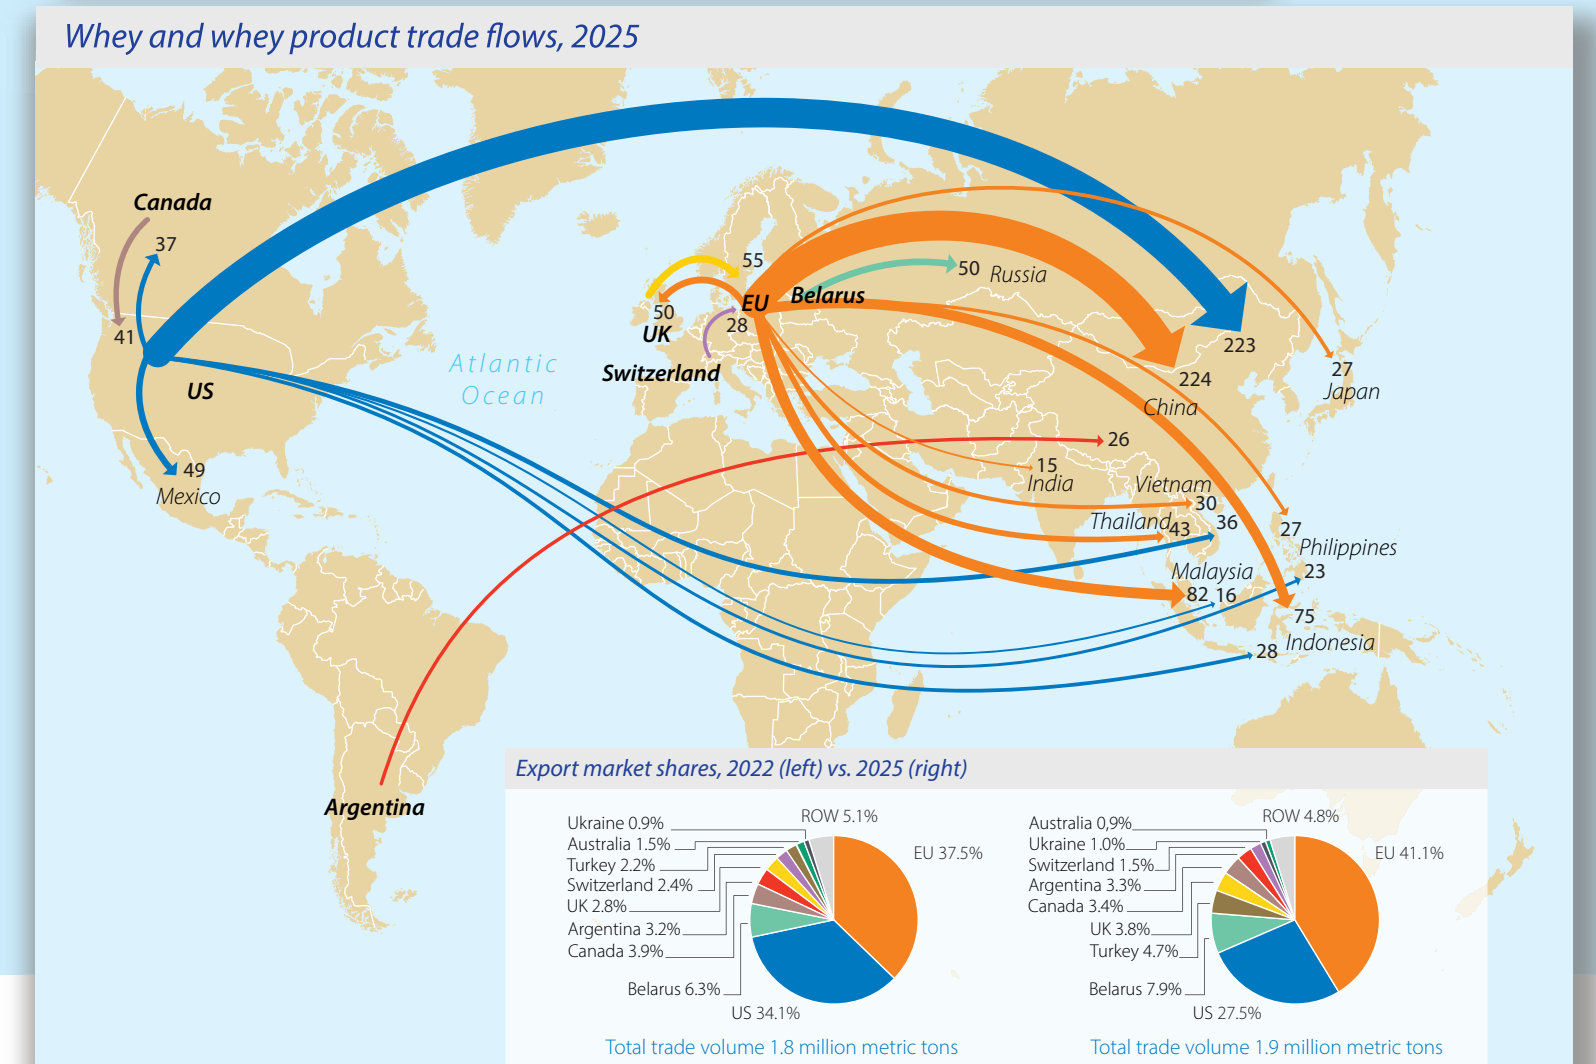 Whey and whey product trade flows, 2025
Canada
37
41
US
49
Mexico
Atlantic
Ocean
55
50
UK
EU
28
Switzerland
Belarus
50 Russia
223
224
China
27
Japan
26
15
India
Vietnam
30
Thailand
43
36
27
Philippines
23
Malaysia
82 16
75
Indonesia
28
Argentina
Export market shares, 2022 (left) vs. 2025 (right)
Ukraine 0.9%
Australia 1.5%
Turkey 2.2%
Switzerland 2.4%
UK 2.8%
Argentina 3.2%
Canada 3.9%
Belarus 6.3%
US 34.1%
ROW 5.1%
EU 37.5%
Total trade volume 1.8 million metric tons
Australia 0,9%
Ukraine 1.0%
Switzerland 1.5%
Argentina 3.3%
Canada 3.4%
UK 3.8%
Turkey 4.7%
Belarus 7.9%
US 27.5%
ROW 4.8%
EU 41.1%
Total trade volume 1.9 million metric tons